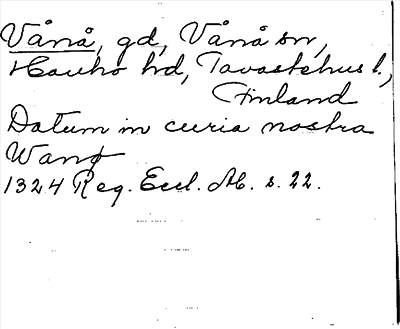 Vånå, gd, Vånå sn,
Hauho hd, Tavastehus l.,
Finland
Datum in curia nostra
Wanø
1324 Reg. Eccl. Ab. s. 22.